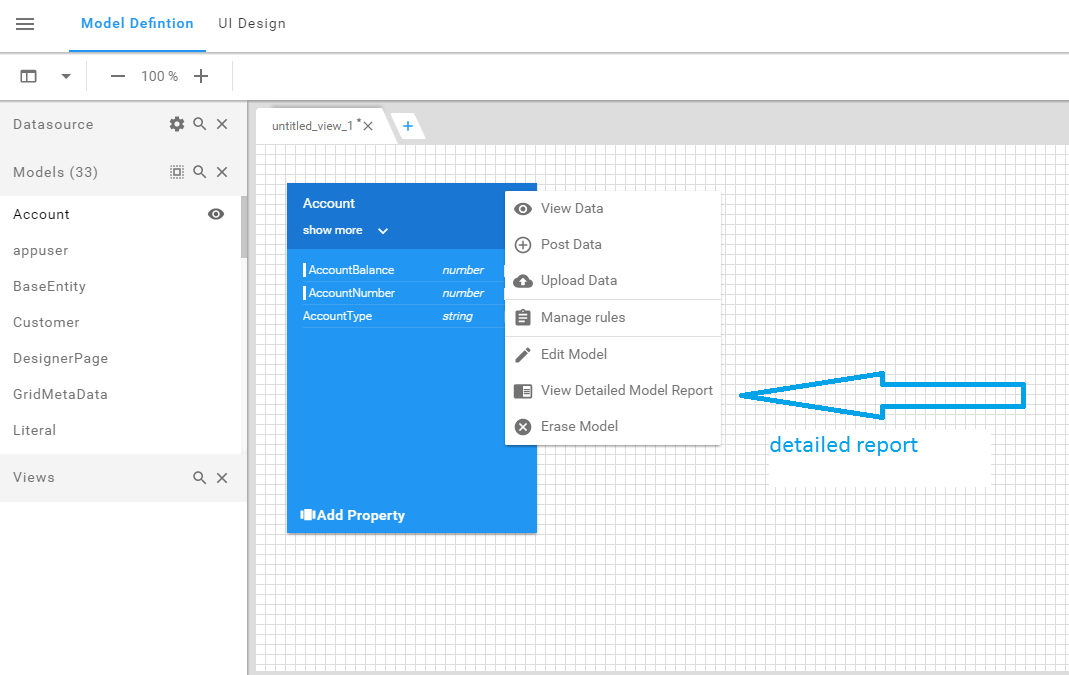 Model Defintion UI Design
100 %
Datasource
Models (33)
Account
appuser
BaseEntity
Customer
DesignerPage
GridMetaData
Literal
Views
untitled_view_1 *
Account
show more
AccountBalance number
AccountNumber number
AccountType string
Add Property
View Data
Post Data
Upload Data
Manage rules
Edit Model
View Detailed Model Report
Erase Model
detailed report